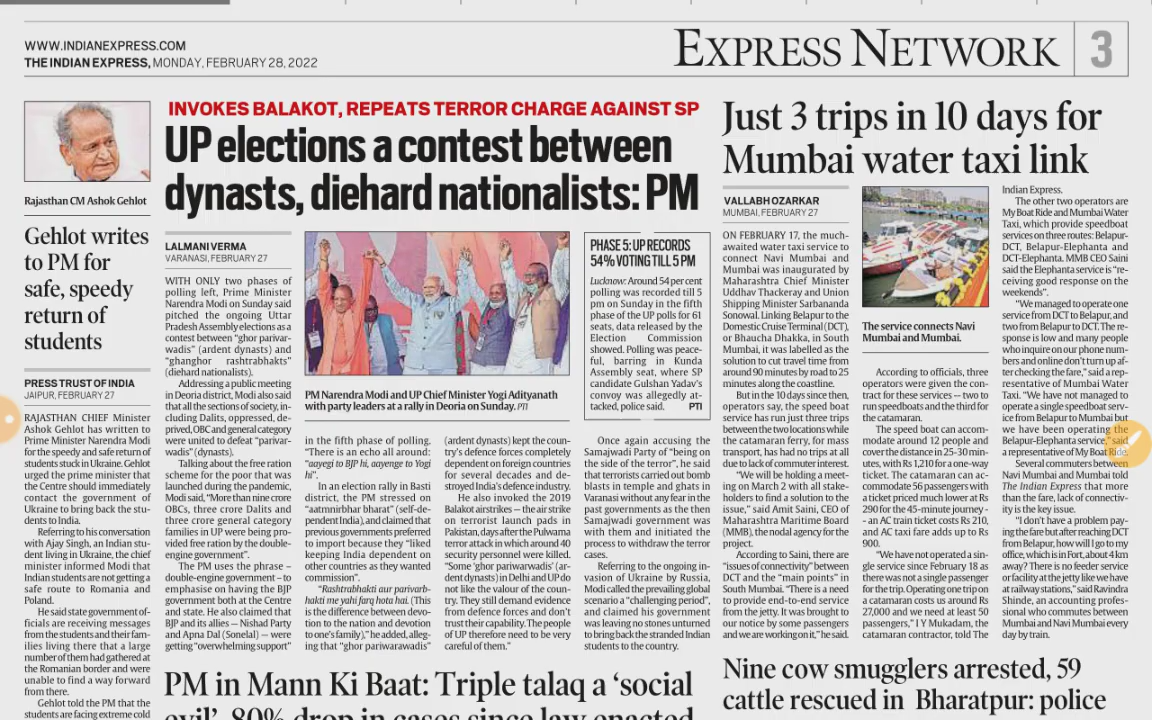 WWW.INDIANEXPRESS.COM
THE INDIAN EXPRESS, MONDAY, FEBRUARY 28, 2022
EXPRESS NETWORK
3
Rajasthan CM Ashok Gehlot
Gehlot writes
to PM for
safe, speedy
return of
students
PRESS TRUST OF INDIA
JAIPUR, FEBRUARY 27
RAJASTHAN CHIEF Minister
Ashok Gehlot has written to
Prime Minister Narendra Modi
for the speedy and safe return of
students stuck in Ukraine. Gehlot
urged the prime minister that
the Centre should immediately
contact the government of
Ukraine to bring back the stu-
dents to India.
Referring to his conversation
with Ajay Singh, an Indian stu-
dent living in Ukraine, the chief
minister informed Modi that
Indian students are not getting a
safe route to Romania and
Poland.
He said state government of-
ficials are receiving messages
from the students and their fam-
ilies living there that a large
number of them had gathered at
the Romanian border and were
unable to find a way forward
from there.
Gehlot told the PM that the
students are facing extreme cold
INVOKES BALAKOT, REPEATS TERROR CHARGE AGAINST SP
UP elections a contest between
dynasts, diehard nationalists: PM
LALMANI VERMA
VARANASI, FEBRUARY 27
WITH ONLY two phases of
polling left, Prime Minister
Narendra Modi on Sunday said
pitched the ongoing Uttar
Pradesh Assembly elections as a
contest between "ghor parivar-
wadis" (ardent dynasts) and
"ghanghor rashtrabhakts"
(diehard nationalists).
Addressing a public meeting
in Deoria district, Modi also said
that all the sections of society, in-
cluding Dalits, oppressed, de-
prived, OBC and general category
were united to defeat "parivar-
wadis" (dynasts).
Talking about the free ration
scheme for the poor that was
launched during the pandemic,
Modi said, "More than nine crore
OBCs, three crore Dalits and
three crore general category
families in UP were being pro-
vided free ration by the double-
engine government".
The PM uses the phrase –
double-engine government – to
emphasise on having the BJP
government both at the Centre
and state. He also claimed that
BJP and its allies — Nishad Party
and Apna Dal (Sonelal) — were
getting "overwhelming support"
PM Narendra Modi and UP Chief Minister Yogi Adityanath
with party leaders at a rally in Deoria on Sunday. PTI
in the fifth phase of polling.
"There is an echo all around:
"aayegi to BJP hi, aayenge to Yogi
hi".
In an election rally in Basti
district, the PM stressed on
"aatmnirbhar bharat" (self-de-
pendent India), and claimed that
previous governments preferred
to import because they "liked
keeping India dependent on
other countries as they wanted
commission".
"Rashtrabhakti aur parivarb-
hakti me yahi farq hota hai. (This
is the difference between devo-
tion to the nation and devotion
to one's family)," he added, alleg-
ing that "ghor pariwarawadis"
(ardent dynasts) kept the coun-
try's defence forces completely
dependent on foreign countries
for several decades and de-
stroyed India's defence industry.
He also invoked the 2019
Balakot airstrikes — the air strike
on terrorist launch pads in
Pakistan, days after the Pulwama
terror attack in which around 40
security personnel were killed.
"Some 'ghor pariwarwadis' (ar-
dent dynasts) in Delhi and UP do
not like the valour of the coun-
try. They still demand evidence
from defence forces and don't
trust their capability. The people
of UP therefore need to be very
careful of them."
PHASE 5: UP RECORDS
54% VOTING TILL 5 PM
Lucknow: Around 54 per cent
polling was recorded till 5
pm on Sunday in the fifth
phase of the UP polls for 61
seats, data released by the
Election Commission
showed. Polling was peace-
ful, barring in Kunda
Assembly seat, where SP
candidate Gulshan Yadav's
convoy was allegedly at-
tacked, police said. PTI
Once again accusing the
Samajwadi Party of "being on
the side of the terror", he said
that terrorists carried out bomb
blasts in temple and ghats in
Varanasi without any fear in the
past governments as the then
Samajwadi government was
with them and initiated the
process to withdraw the terror
cases.
Referring to the ongoing in-
vasion of Ukraine by Russia,
Modi called the prevailing global
scenario a "challenging period",
and claimed his government
was leaving no stones unturned
to bring back the stranded Indian
students to the country.
PM in Mann Ki Baat: Triple talaq a 'social
evil', 80% drop in cases since law enacted
Just 3 trips in 10 days for
Mumbai water taxi link
VALLABH OZARKAR
MUMBAI, FEBRUARY 27
ON FEBRUARY 17, the much-
awaited water taxi service to
connect Navi Mumbai and
Mumbai was inaugurated by
Maharashtra Chief Minister
Uddhav Thackeray and Union
Shipping Minister Sarbananda
Sonowal. Linking Belapur to the
Domestic Cruise Terminal (DCT),
or Bhaucha Dhakka, in South
Mumbai, it was labelled as the
solution to cut travel time from
around 90 minutes by road to 25
minutes along the coastline.
But in the 10 days since then,
operators say, the speed boat
service has run just three trips
between the two locations while
the catamaran ferry, for mass
transport, has had no trips at all
due to lack of commuter interest.
"We will be holding a meet-
ing on March 2 with all stake-
holders to find a solution to the
issue," said Amit Saini, CEO of
Maharashtra Maritime Board
(MMB), the nodal agency for the
project.
According to Saini, there are
"issues of connectivity" between
DCT and the "main points" in
South Mumbai. "There is a need
to provide end-to-end service
from the jetty. It was brought to
our notice by some passengers
and we are working on it," he said.
The service connects Navi
Mumbai and Mumbai.
According to officials, three
operators were given the con-
tract for these services -- two to
run speedboats and the third for
the catamaran.
The speed boat can accom-
modate around 12 people and
cover the distance in 25-30 min-
utes, with Rs 1,210 for a one-way
ticket. The catamaran can ac-
commodate 56 passengers with
a ticket priced much lower at Rs
290 for the 45-minute journey -
- an AC train ticket costs Rs 210,
and AC taxi fare adds up to Rs
900.
"We have not operated a sin-
gle service since February 18 as
there was not a single passenger
for the trip. Operating one trip on
a catamaran costs us around Rs
27,000 and we need at least 50
passengers," I Y Mukadam, the
catamaran contractor, told The
Indian Express.
The other two operators are
My Boat Ride and Mumbai Water
Taxi, which provide speedboat
services on three routes: Belapur-
DCT, Belapur-Elephanta and
DCT-Elephanta. MMB CEO Saini
said the Elephanta service is "re-
ceiving good response on the
weekends".
"We managed to operate one
service from DCT to Belapur, and
two from Belapur to DCT. The re-
sponse is low and many people
who inquire on our phone num-
bers and online don't turn up af-
ter checking the fare," said a rep-
resentative of Mumbai Water
Taxi. "We have not managed to
operate a single speedboat serv-
ice from Belapur to Mumbai but
we have been operating the
Belapur-Elephanta service," said
a representative of My Boat Ride.
Several commuters between
Navi Mumbai and Mumbai told
The Indian Express that more
than the fare, lack of connectiv-
ity is the key issue.
"I don't have a problem pay-
ing the fare but after reaching DCT
from Belapur, how will I go to my
office, which is in Fort, about 4 km
away? There is no feeder service
or facility at the jetty like we have
at railway stations," said Ravindra
Shinde, an accounting profes-
sional who commutes between
Mumbai and Navi Mumbai every
day by train.
Nine cow smugglers arrested, 59
cattle rescued in Bharatpur: police